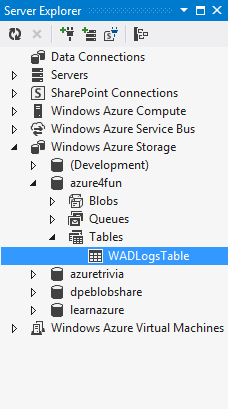 Server Explorer
Data Connections
Servers
SharePoint Connections
Windows Azure Compute
Windows Azure Service Bus
Windows Azure Storage
(Development)
azure4fun
Blobs
Queues
Tables
WADLogsTable
azuretrivia
dpeblobshare
learnazure
Windows Azure Virtual Machines